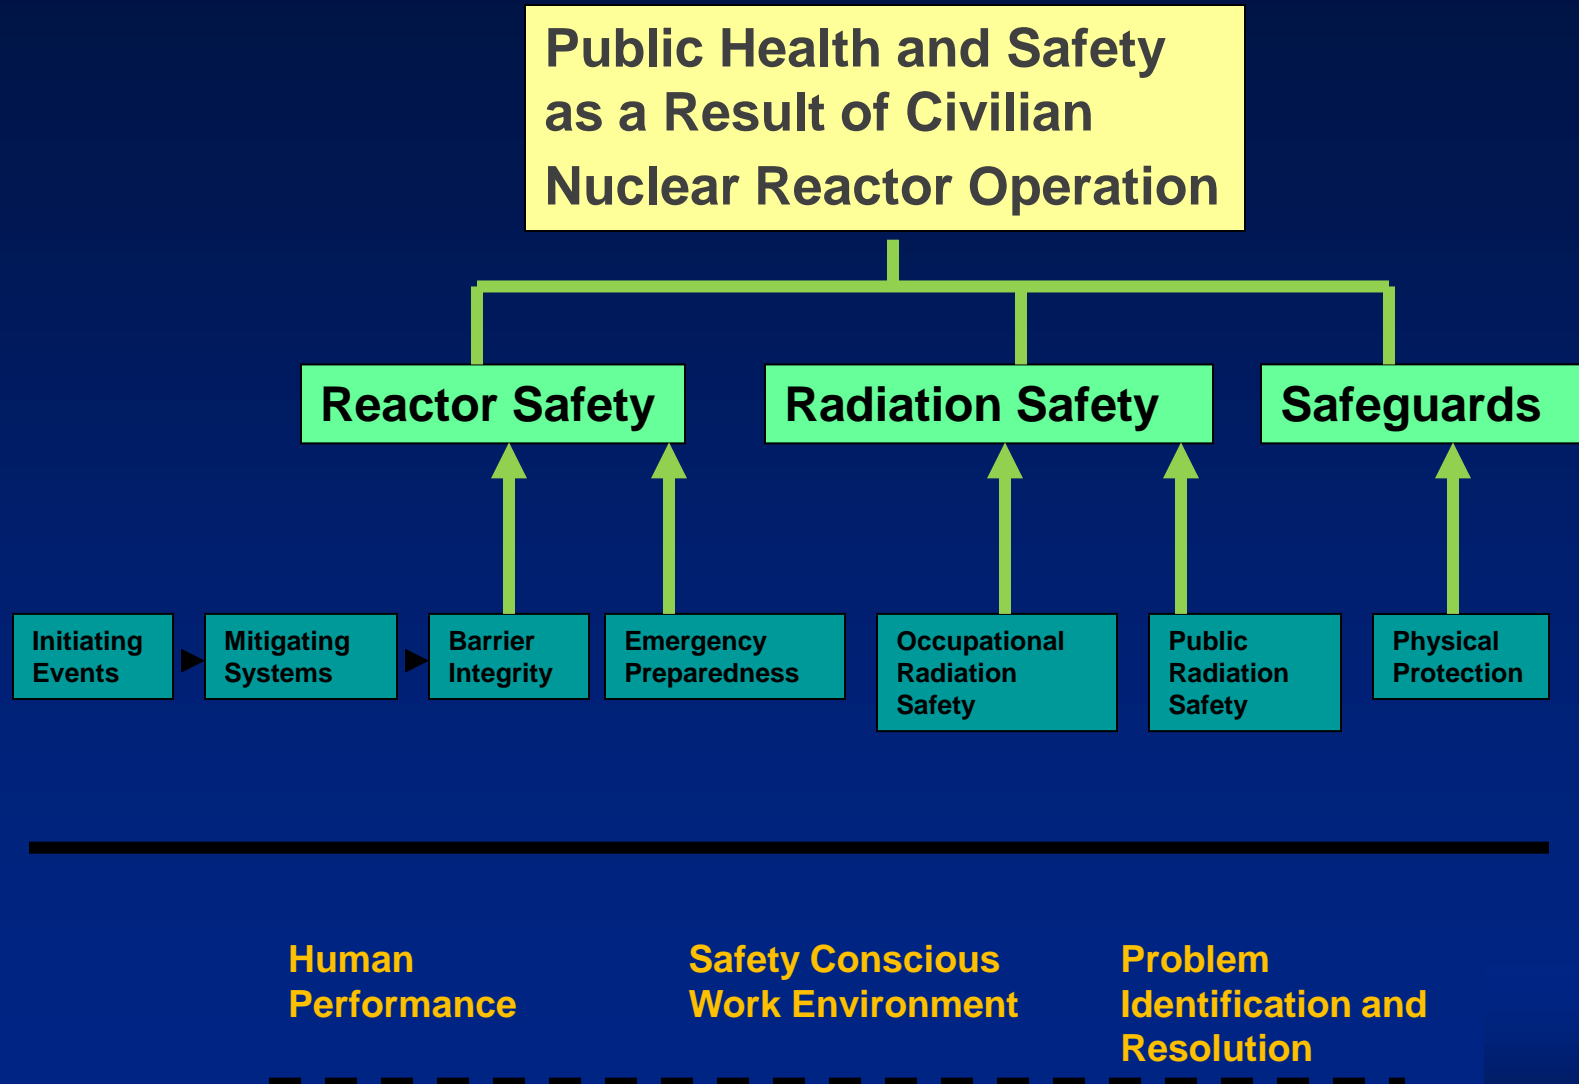 Public Health and Safety
as a Result of Civilian
Nuclear Reactor Operation
Reactor Safety
Radiation Safety
Safeguards
Initiating
Events
Mitigating
Systems
Barrier
Integrity
Emergency
Preparedness
Occupational
Radiation
Safety
Public
Radiation
Safety
Physical
Protection
Human
Performance
Safety Conscious
Work Environment
Problem
Identification and
Resolution